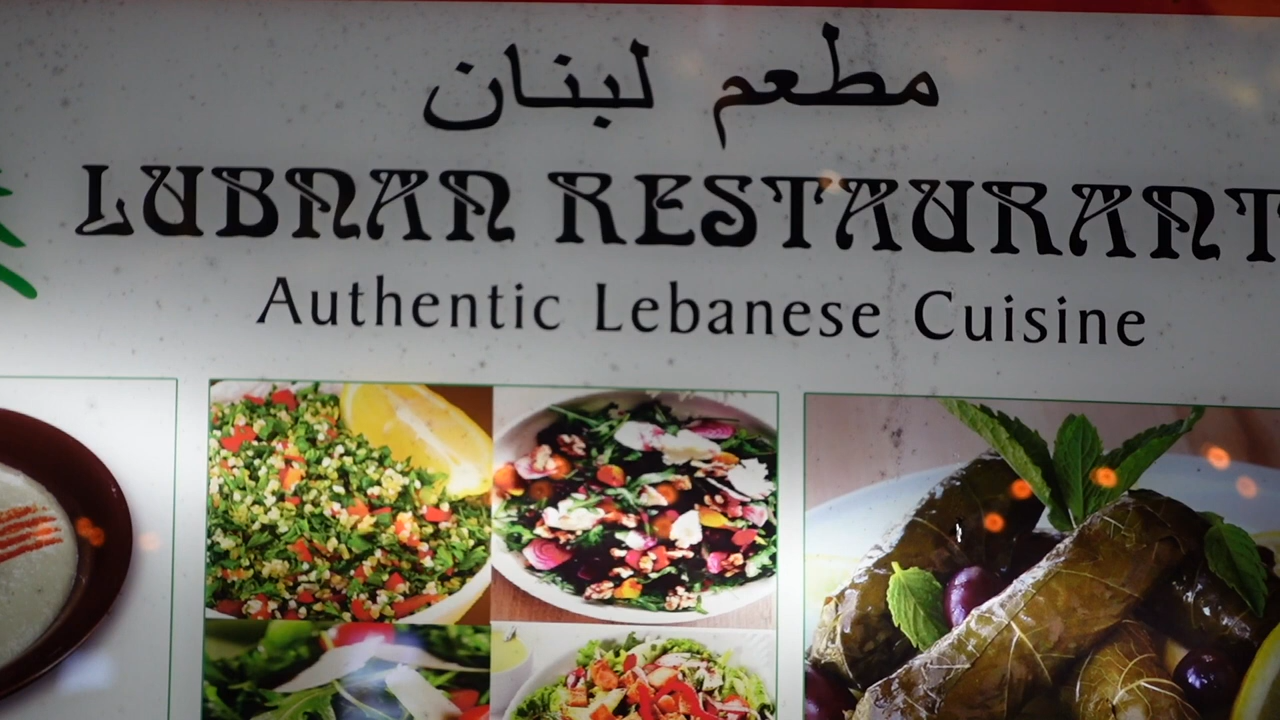 مطعم لبنان
LUBNAN RESTAURANT
Authentic Lebanese Cuisine